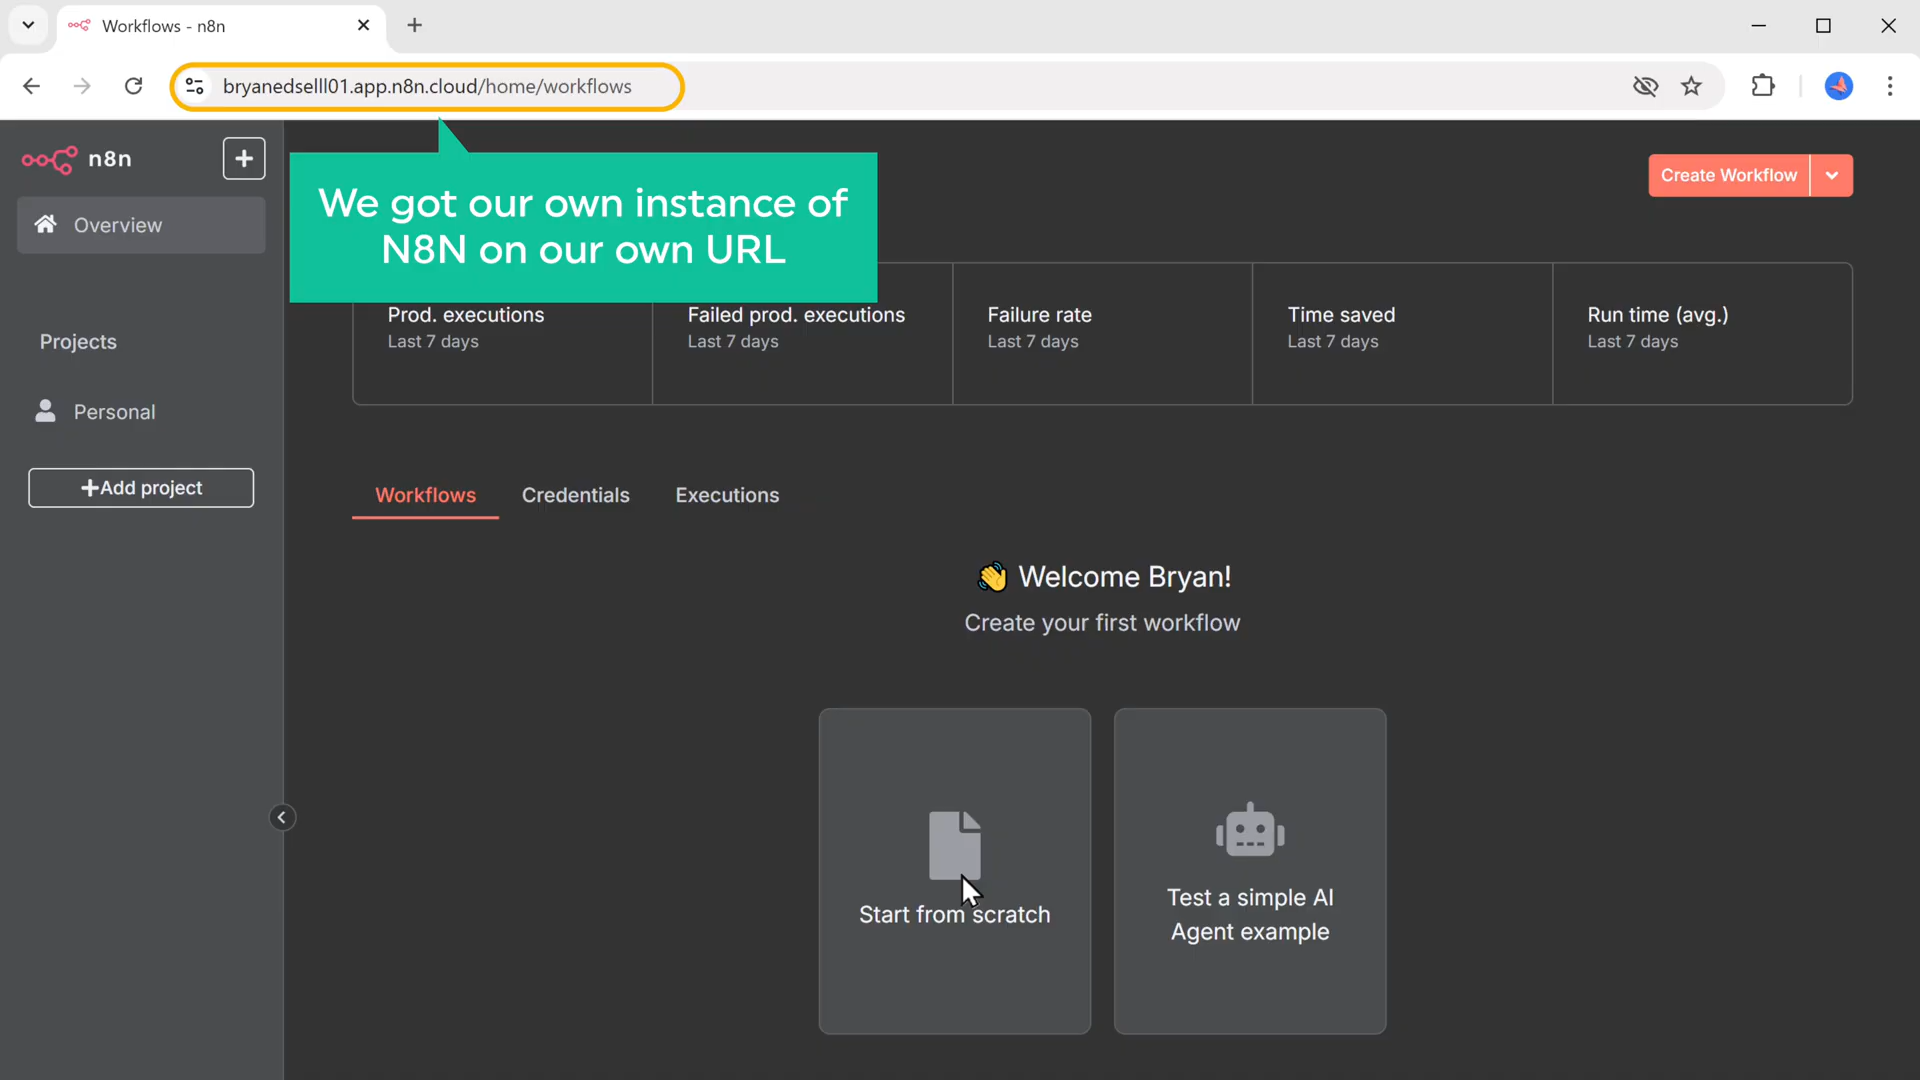 Workflows - n8n
bryanedselll01.app.n8n.cloud/home/workflows
n8n
Create Workflow
We got our own instance of
N8N on our own URL
Overview
Prod. executions
Last 7 days
Failed prod. executions
Last 7 days
Failure rate
Last 7 days
Time saved
Last 7 days
Run time (avg.)
Last 7 days
Projects
Personal
Add project
Workflows
Credentials
Executions
👋 Welcome Bryan!
Create your first workflow
Start from scratch
Test a simple AI
Agent example